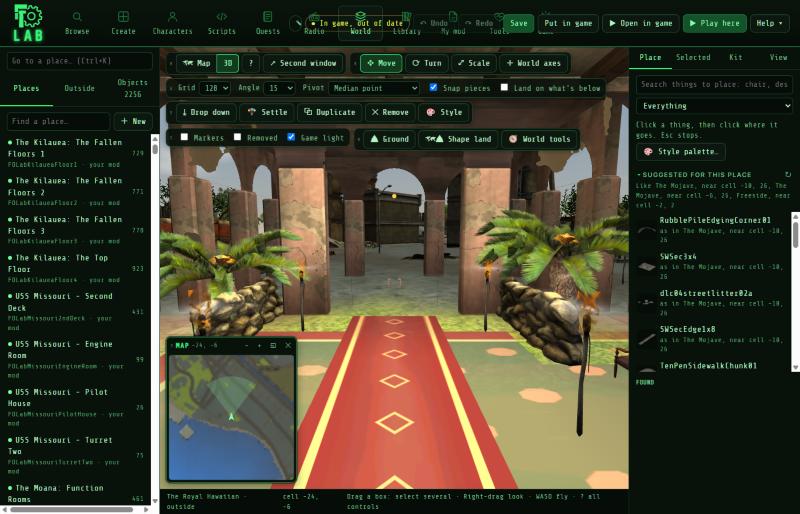 LAB
Browse
Create
Characters
Scripts
Quests
Radio
World
Library
My mod
Tools
In game, out of date
Undo
Redo
Save
Put in game
Open in game
Play here
Help
Go to a place… (Ctrl+K)
Places
Outside
Objects
2256
Find a place…
+ New
The Kilauea: The Fallen
Floors 1
FOLabKilaueaFloor1 · your
mod
729
The Kilauea: The Fallen
Floors 2
FOLabKilaueaFloor2 · your
mod
771
The Kilauea: The Fallen
Floors 3
FOLabKilaueaFloor3 · your
mod
778
The Kilauea: The Top
Floor
FOLabKilaueaFloor4 · your
mod
923
USS Missouri - Second
Deck
FOLabMissouri2ndDeck · your
mod
431
USS Missouri - Engine
Room
FOLabMissouriEngineRoom · your
mod
99
USS Missouri - Pilot
House
FOLabMissouriPilotHouse · your
mod
26
USS Missouri - Turret
Two
FOLabMissouriTurretTwo · your
mod
75
The Moana: Function
Rooms
461
Map
3D
?
Second window
Move
Turn
Scale
World axes
Grid
128
Angle
15
Pivot
Median point
Snap pieces
Land on what's below
Drop down
Settle
Duplicate
Remove
Style
Markers
Removed
Game light
Ground
Shape land
World tools
MAP -24, -6
The Royal Hawaiian -
outside
cell -24,
-6
Drag a box: select several · Right-drag look · WASD fly · ? all
controls
Place
Selected
Kit
View
Search things to place: chair, des
Everything
Click a thing, then click where it
goes. Esc stops.
Style palette…
SUGGESTED FOR THIS PLACE
Like The Mojave, near cell -10, 26, The
Mojave, near cell -6, 25, Freeside, near
cell -2, 2
RubblePileEdgingCorner01
as in The Mojave, near cell -10,
26
SWSec3x4
as in The Mojave, near cell -10,
26
dlc04streetlitter02a
as in The Mojave, near cell -10,
26
SWSecEdge1x8
as in The Mojave, near cell -10,
26
TenPenSidewalkChunk01
FOUND